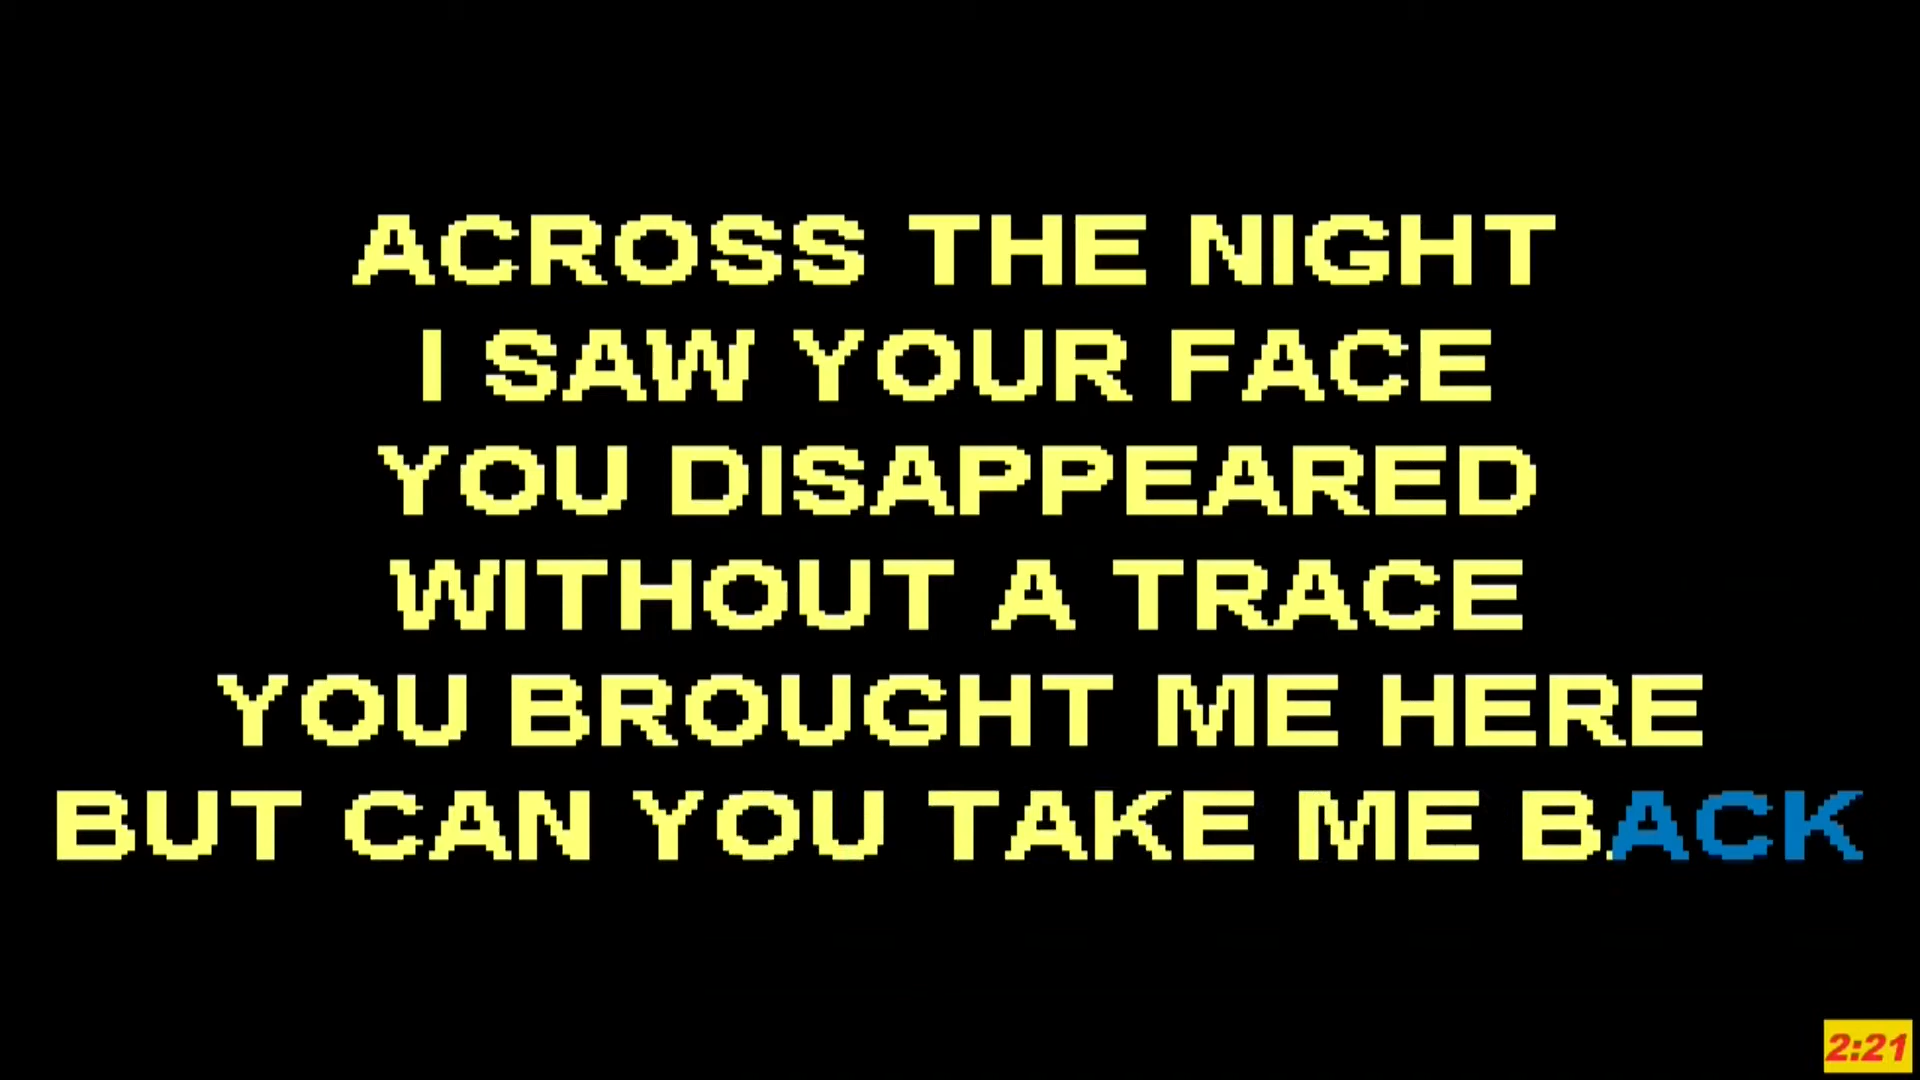 ACROSS THE NIGHT
I SAW YOUR FACE
YOU DISAPPEARED
WITHOUT A TRACE
YOU BROUGHT ME HERE
BUT CAN YOU TAKE ME BACK
2:21